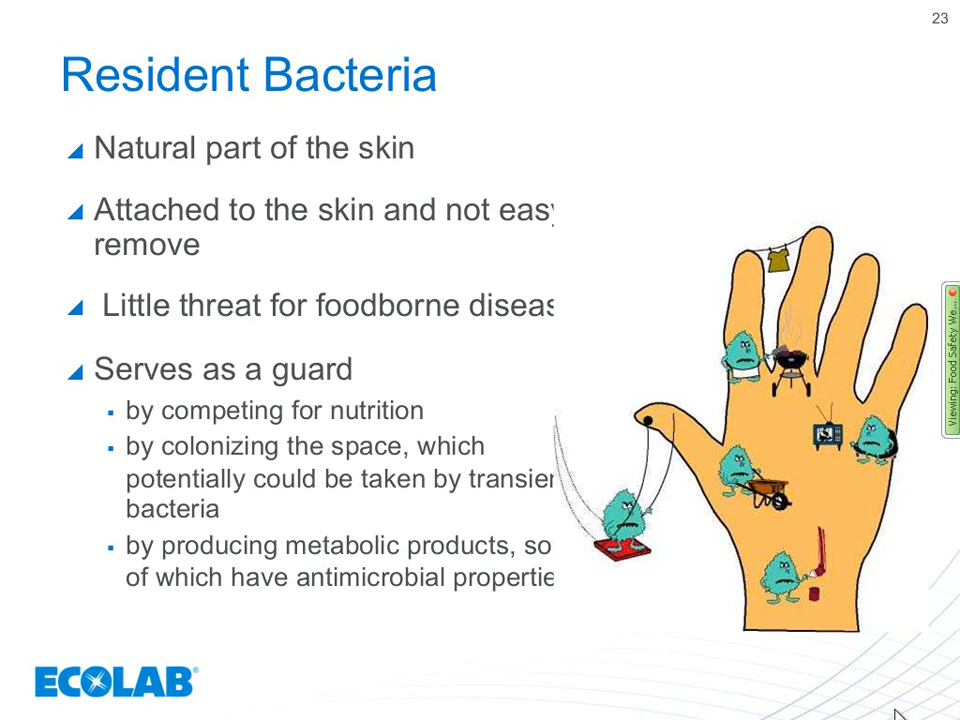 23
Resident Bacteria
Natural part of the skin
Attached to the skin and not easy
remove
Little threat for foodborne diseas
Serves as a guard
by competing for nutrition
by colonizing the space, which
potentially could be taken by transien
bacteria
by producing metabolic products, so
of which have antimicrobial propertie
Viewing: Food Safety We...
ECOLAB®